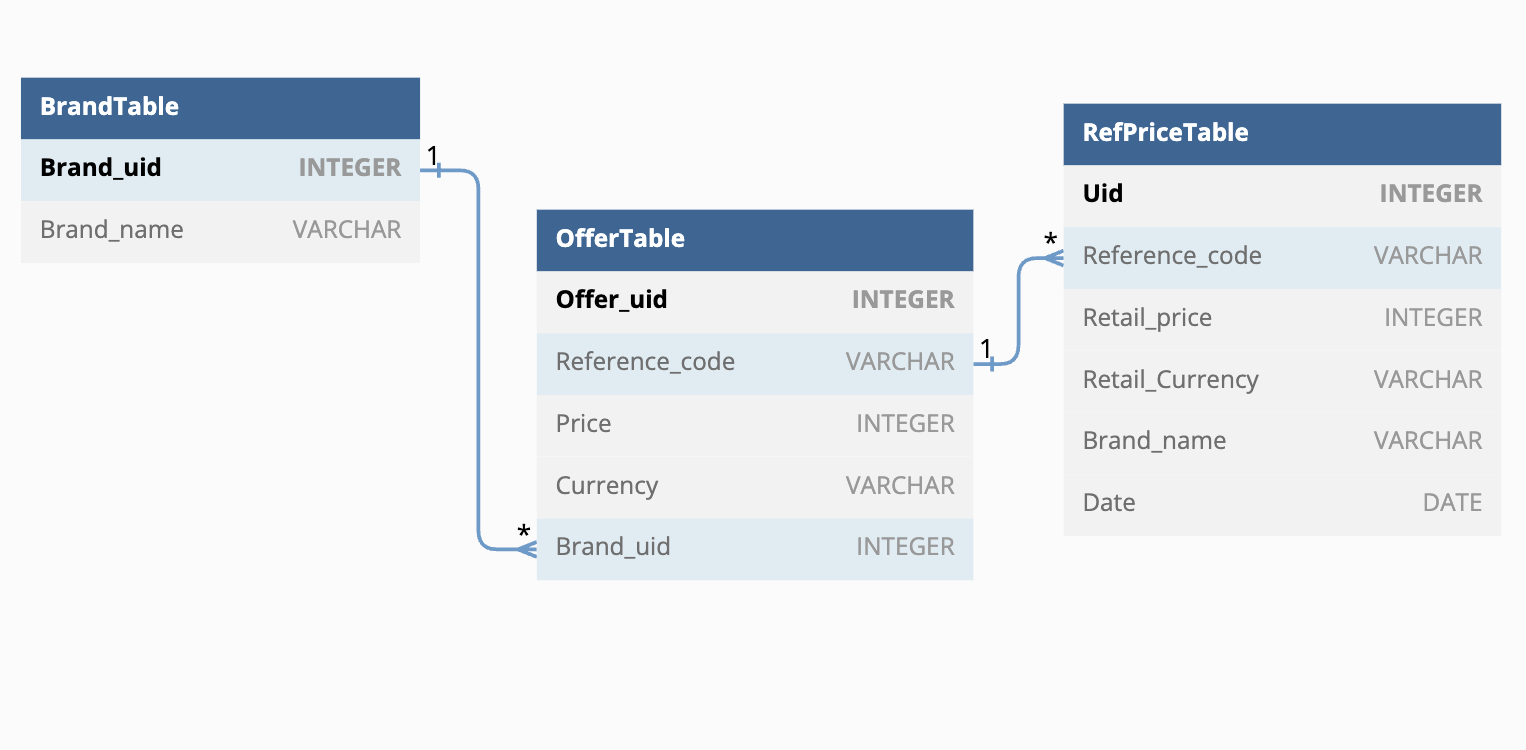 BrandTable
Brand_uid INTEGER
Brand_name VARCHAR
1
*
OfferTable
Offer_uid INTEGER
Reference_code VARCHAR
Price INTEGER
Currency VARCHAR
Brand_uid INTEGER
1
*
RefPriceTable
Uid INTEGER
Reference_code VARCHAR
Retail_price INTEGER
Retail_Currency VARCHAR
Brand_name VARCHAR
Date DATE